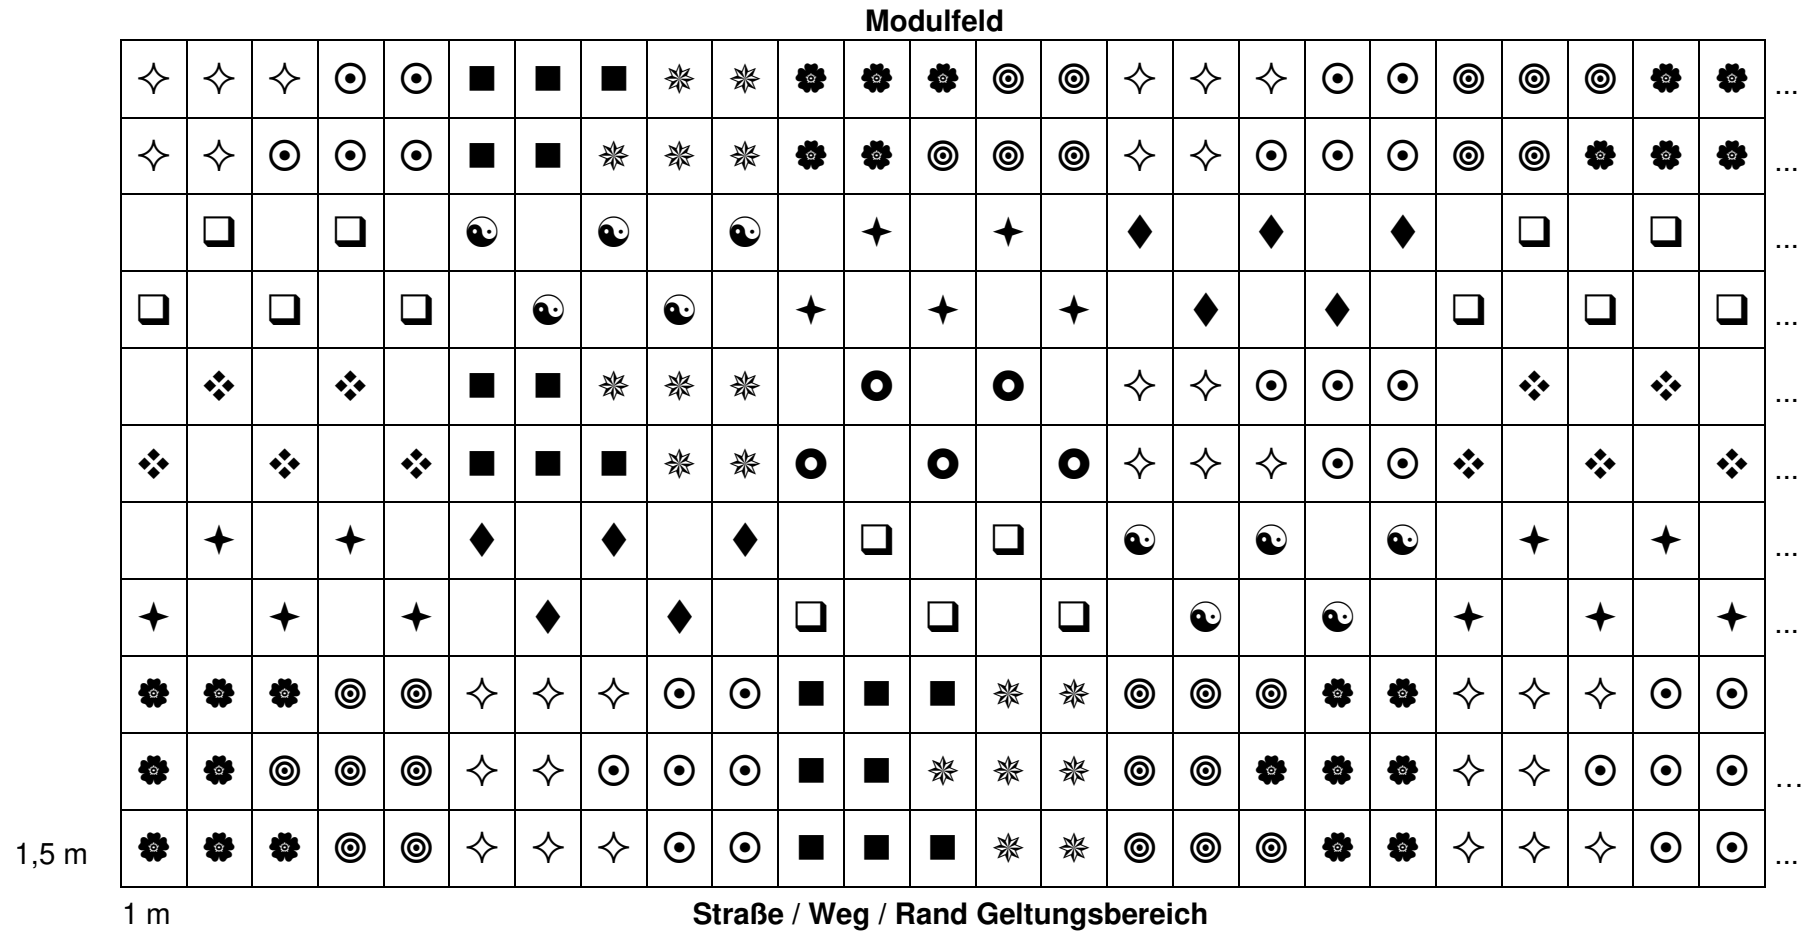 Modulfeld
✧ ✧ ✧ ⊙ ⊙ ■ ■ ■ ✵ ✵ ✿ ✿ ✿ ◎ ◎ ✧ ✧ ✧ ⊙ ⊙ ◎ ◎ ◎ ✿ ✿ ...
✧ ✧ ⊙ ⊙ ⊙ ■ ■ ✵ ✵ ✵ ✿ ✿ ◎ ◎ ◎ ✧ ✧ ⊙ ⊙ ⊙ ◎ ◎ ✿ ✿ ✿ ...
❑ ❑ ☯ ☯ ☯ ✦ ✦ ♦ ♦ ♦ ❑ ❑ ...
❑ ❑ ❑ ☯ ☯ ✦ ✦ ✦ ♦ ♦ ❑ ❑ ❑ ...
❖ ❖ ■ ■ ✵ ✵ ✵ ⭘ ⭘ ✧ ✧ ⊙ ⊙ ⊙ ❖ ❖ ...
❖ ❖ ❖ ■ ■ ■ ✵ ✵ ⭘ ⭘ ⭘ ✧ ✧ ✧ ⊙ ⊙ ❖ ❖ ❖ ...
✦ ✦ ♦ ♦ ♦ ❑ ❑ ☯ ☯ ☯ ✦ ✦ ...
✦ ✦ ✦ ♦ ♦ ❑ ❑ ❑ ☯ ☯ ✦ ✦ ✦ ...
✿ ✿ ✿ ◎ ◎ ✧ ✧ ✧ ⊙ ⊙ ■ ■ ■ ✵ ✵ ◎ ◎ ◎ ✿ ✿ ✧ ✧ ✧ ⊙ ⊙
✿ ✿ ◎ ◎ ◎ ✧ ✧ ⊙ ⊙ ⊙ ■ ■ ✵ ✵ ✵ ◎ ◎ ✿ ✿ ✿ ✧ ✧ ⊙ ⊙ ⊙ ...
1,5 m ✿ ✿ ✿ ◎ ◎ ✧ ✧ ✧ ⊙ ⊙ ■ ■ ■ ✵ ✵ ◎ ◎ ◎ ✿ ✿ ✧ ✧ ✧ ⊙ ⊙ ...
1 m Straße / Weg / Rand Geltungsbereich